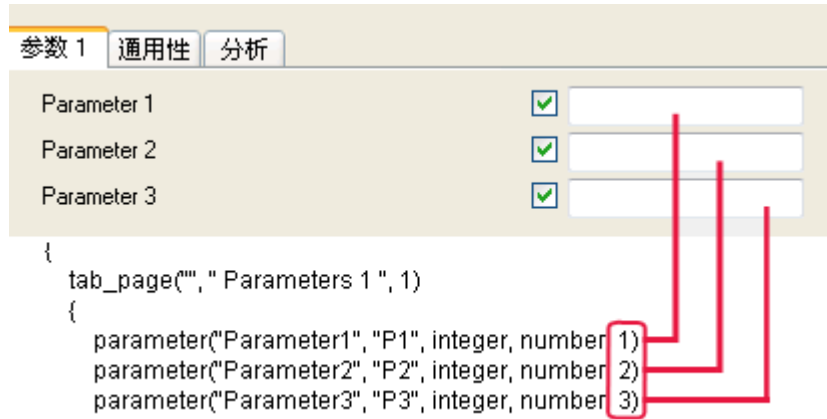 参数 1 通用性 分析
Parameter 1
Parameter 2
Parameter 3
{
tab_page("", " Parameters 1 ", 1)
{
parameter("Parameter1", "P1", integer, number, 1)
parameter("Parameter2", "P2", integer, number, 2)
parameter("Parameter3", "P3", integer, number, 3)